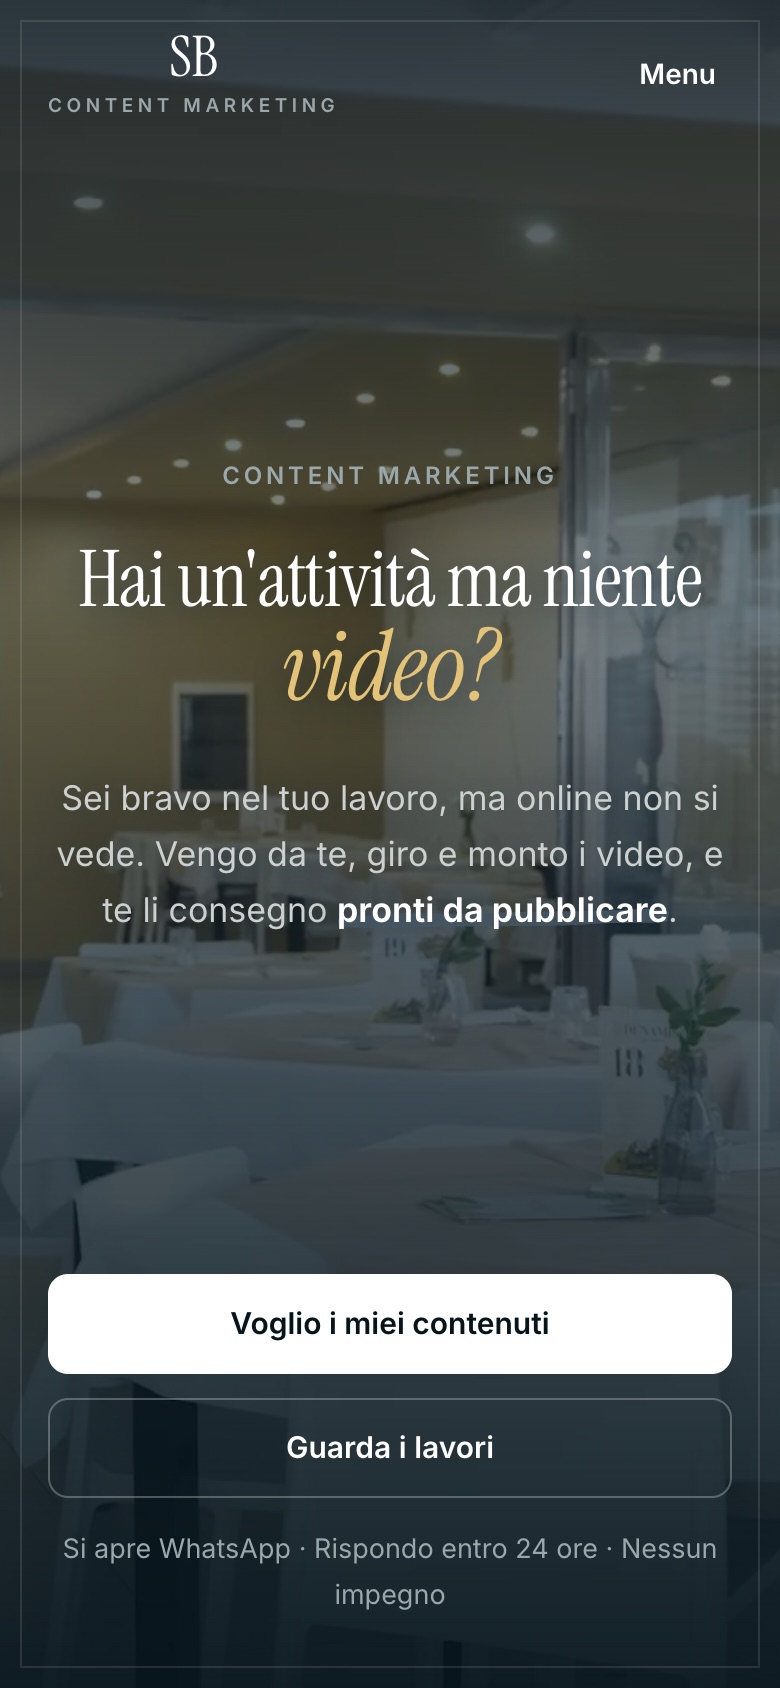 SB
CONTENT MARKETING
Menu
CONTENT MARKETING
Hai un'attività ma niente
video?
Sei bravo nel tuo lavoro, ma online non si
vede. Vengo da te, giro e monto i video, e
te li consegno pronti da pubblicare.
19
18
Voglio i miei contenuti
Guarda i lavori
Si apre WhatsApp · Rispondo entro 24 ore · Nessun
impegno